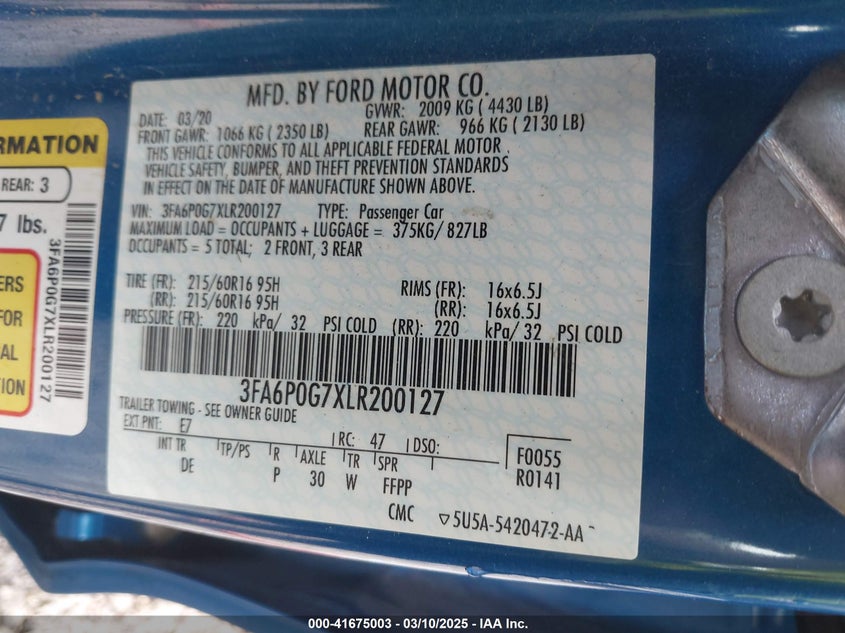 MFD. BY FORD MOTOR CO.
DATE: 03/20 GVWR: 2009 KG ( 4430 LB)
FRONT GAWR: 1066 KG ( 2350 LB) REAR GAWR: 966 KG ( 2130 LB)
THIS VEHICLE CONFORMS TO ALL APPLICABLE FEDERAL MOTOR
VEHICLE SAFETY, BUMPER, AND THEFT PREVENTION STANDARDS
IN EFFECT ON THE DATE OF MANUFACTURE SHOWN ABOVE.
VIN: 3FA6P0G7XLR200127 TYPE: Passenger Car
MAXIMUM LOAD = OCCUPANTS + LUGGAGE = 375KG/ 827LB
OCCUPANTS = 5 TOTAL; 2 FRONT, 3 REAR
TIRE (FR): 215/60R16 95H RIMS (FR): 16x6.5J
(RR): 215/60R16 95H (RR): 16x6.5J
PRESSURE (FR): 220 kPa/ 32 PSI COLD (RR): 220 kPa/ 32 PSI COLD
3FA6P0G7XLR200127
TRAILER TOWING - SEE OWNER GUIDE
EXT PNT: E7 RC: 47 DSO:
INT TR TP/PS R AXLE TR SPR F0055
DE P 30 W FFPP R0141
CMC 5U5A-5420472-AA
RMATION
REAR: 3
7 lbs.
3FA6P0G7XLR200127
ERS
FOR
AL
ION
000-41675003 - 03/10/2025 - IAA Inc.